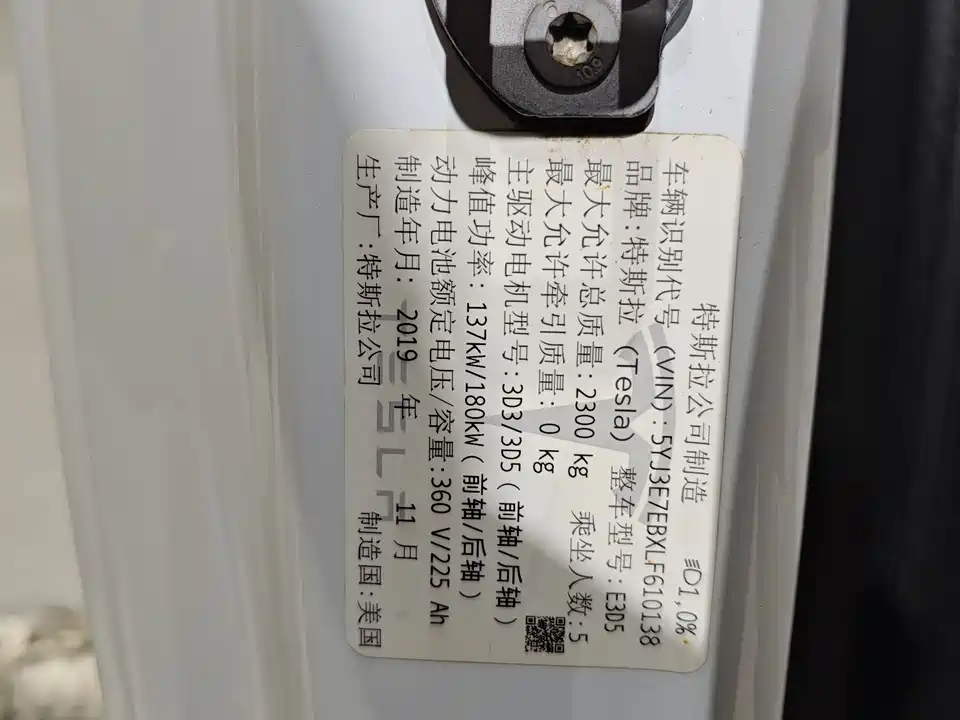 10.9
特斯拉公司制造 1,0%
车辆识别代号 (VIN):5YJ3E7EBXLF610138
品牌:特斯拉 (Tesla) 整车型号:E3D5
最大允许总质量:2300 kg 乘坐人数:5
最大允许牵引质量: 0 kg
主驱动电机型号:3D3/3D5(前轴/后轴)
峰值功率: 137kW/180kW(前轴/后轴)
动力电池额定电压/容量:360 V/225 Ah
制造年月: 2019 年 11 月
生产厂:特斯拉公司 制造国:美国
TESLA